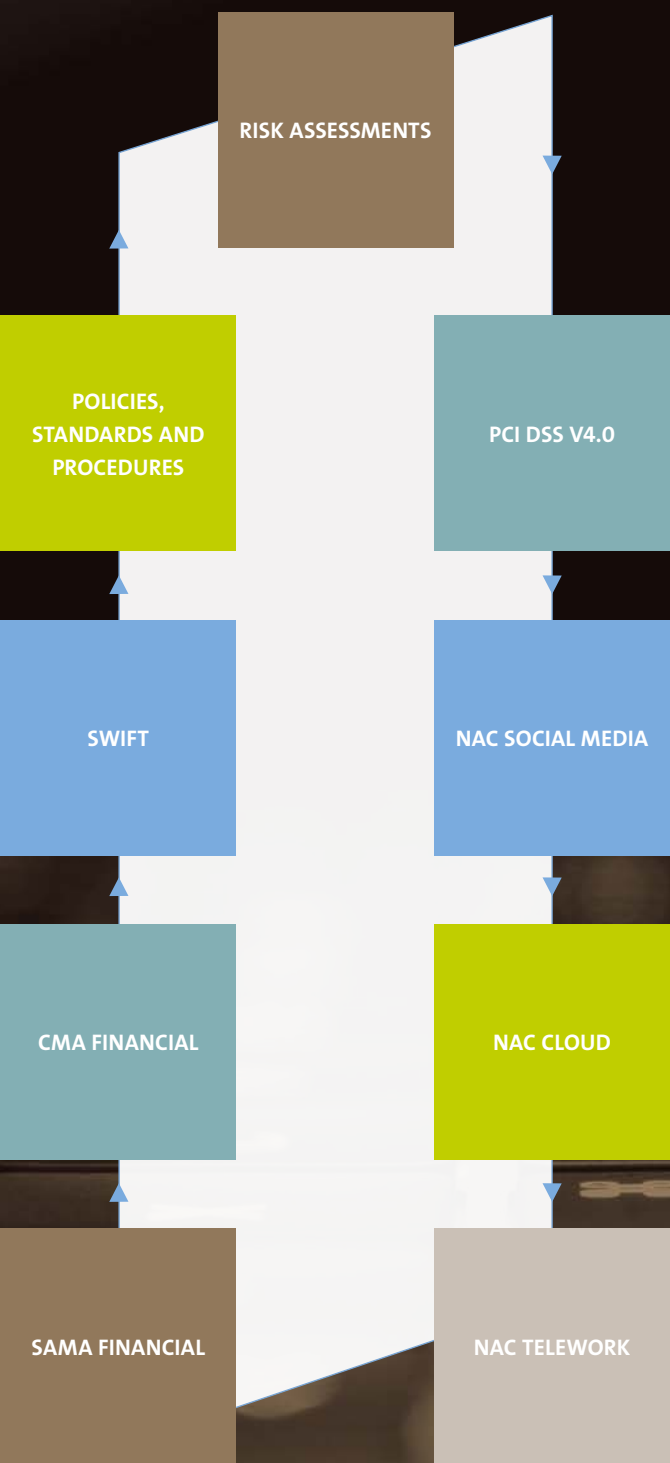 RISK ASSESSMENTS
POLICIES,
STANDARDS AND
PROCEDURES
PCI DSS V4.0
SWIFT
NAC SOCIAL MEDIA
CMA FINANCIAL
NAC CLOUD
SAMA FINANCIAL
NAC TELEWORK